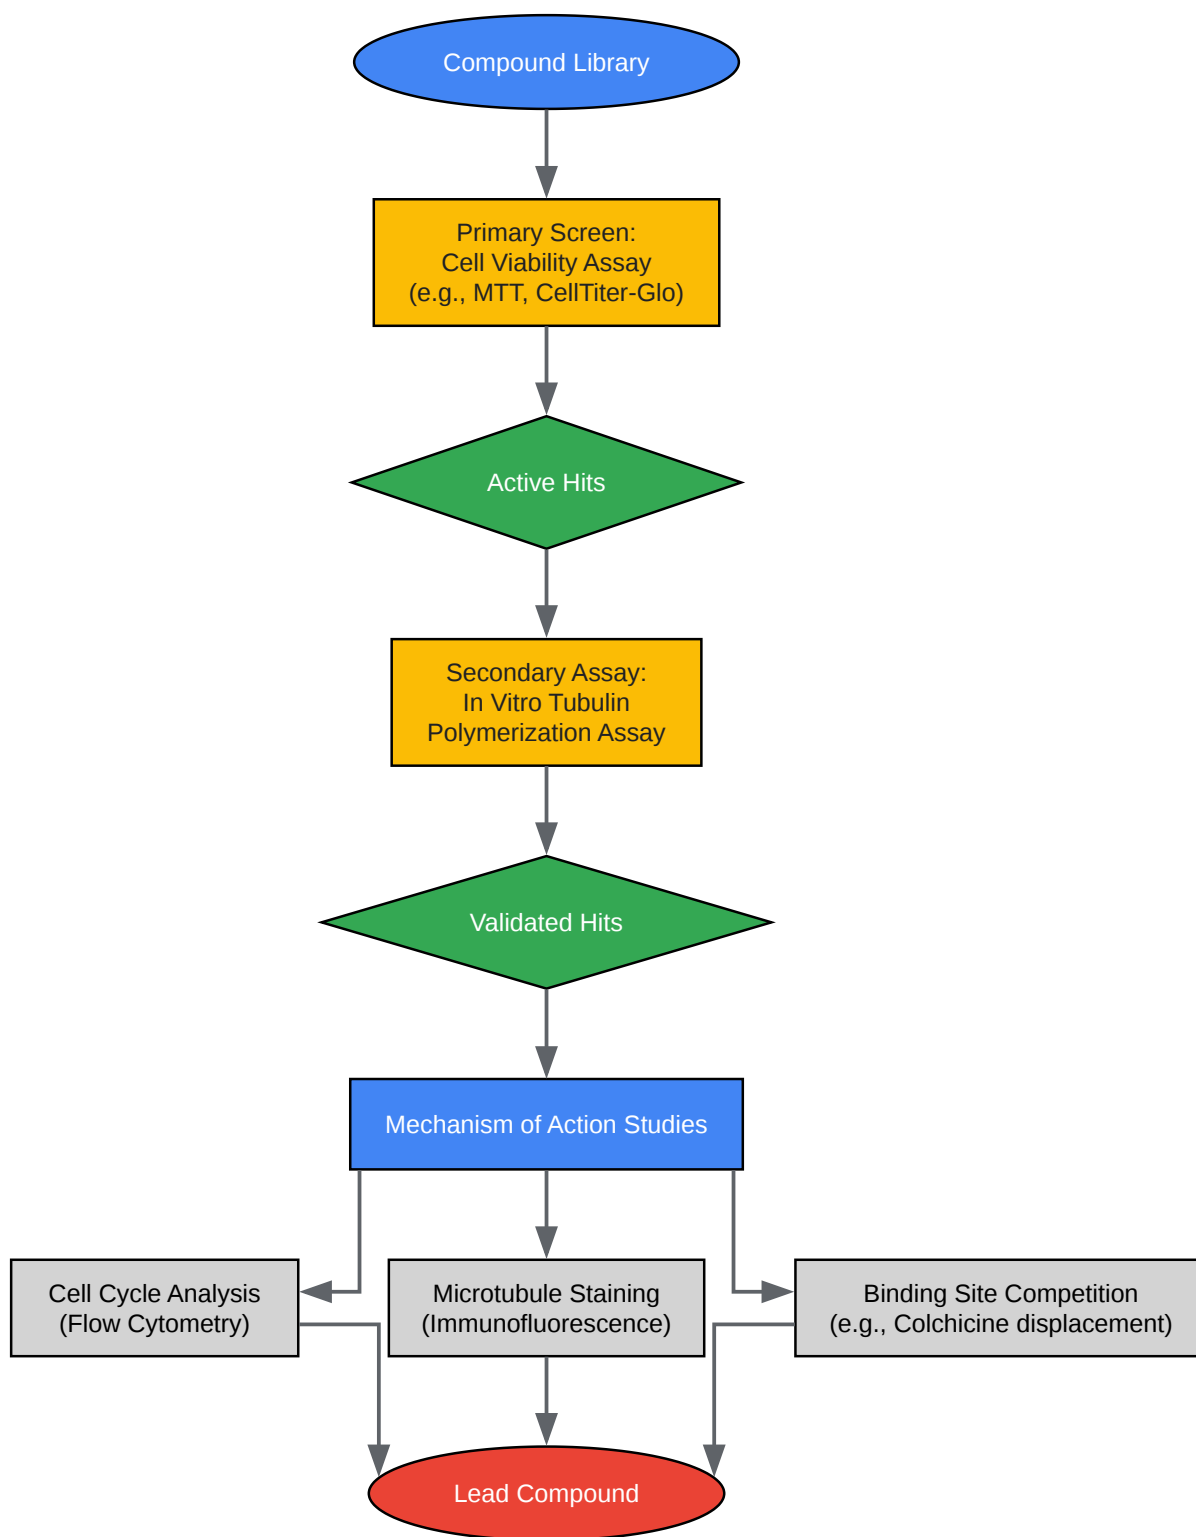 Compound Library
Primary Screen:
Cell Viability Assay
(e.g., MTT, CellTiter-Glo)
Active Hits
Secondary Assay:
In Vitro Tubulin
Polymerization Assay
Validated Hits
Mechanism of Action Studies
Cell Cycle Analysis
(Flow Cytometry)
Microtubule Staining
(Immunofluorescence)
Binding Site Competition
(e.g., Colchicine displacement)
Lead Compound